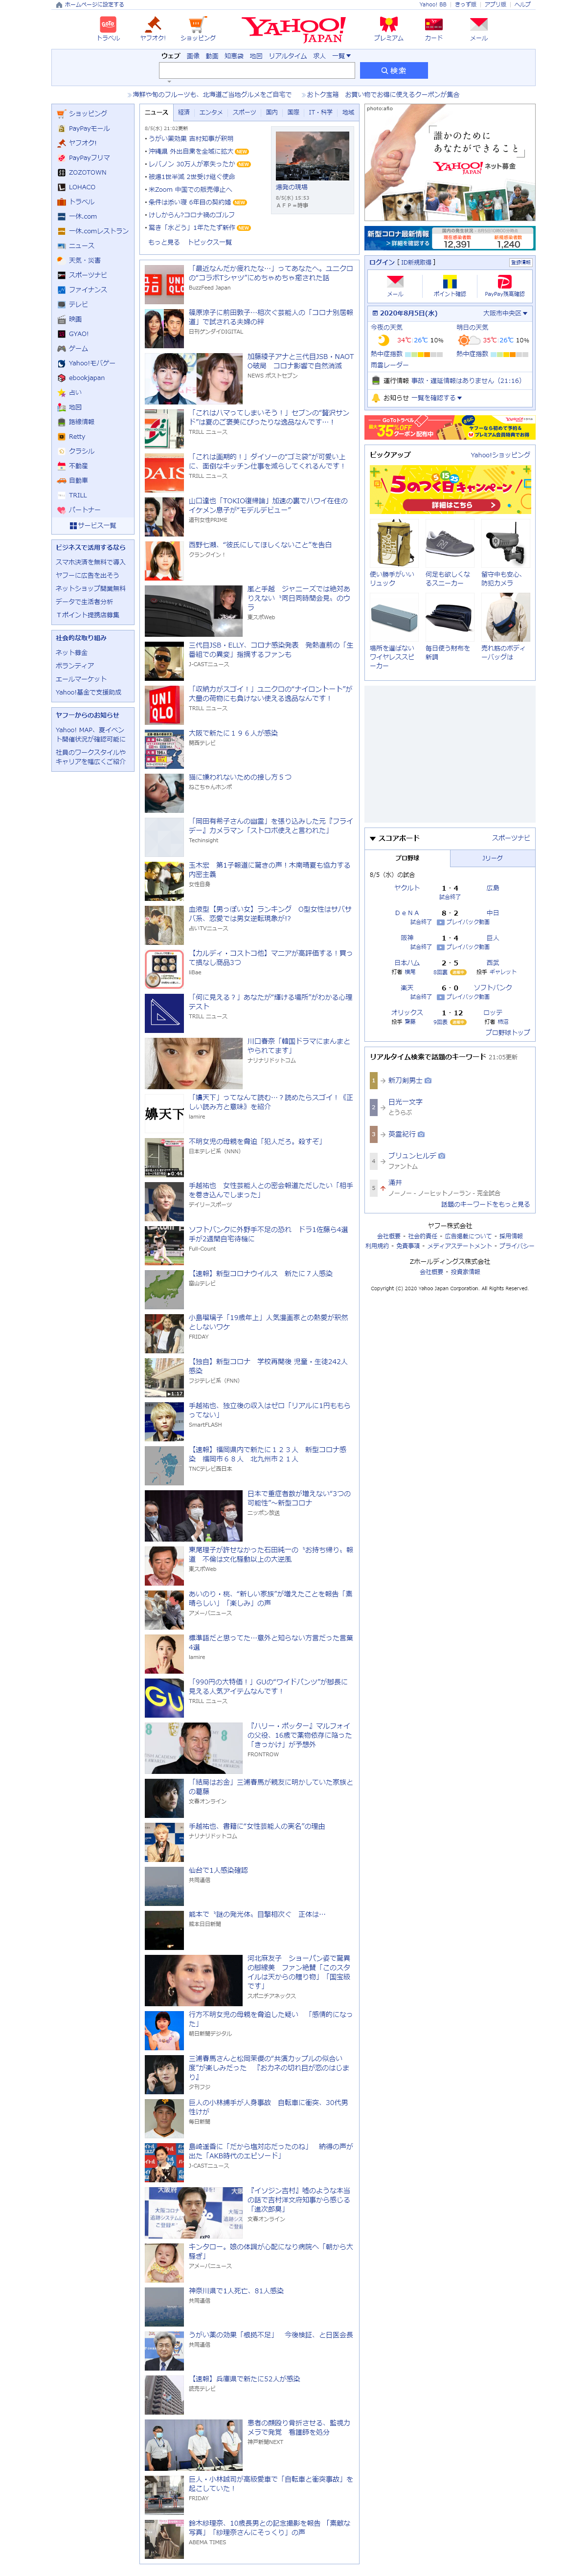 ホームページに設定する
Yahoo! BB
きっず版
アプリ版
ヘルプ
トラベル
ヤフオク!
ショッピング
YAHOO! JAPAN
プレミアム
カード
メール
ウェブ 画像 動画 知恵袋 地図 リアルタイム 求人 一覧▼
検索
海鮮や旬のフルーツも、北海道ご当地グルメをご自宅で
おトク宝箱 お買い物でお得に使えるクーポンが集合
ショッピング
PayPayモール
ヤフオク!
PayPayフリマ
ZOZOTOWN
LOHACO
トラベル
一休.com
一休.comレストラン
ニュース
天気・災害
スポーツナビ
ファイナンス
テレビ
映画
GYAO!
ゲーム
Yahoo!モバゲー
ebookjapan
占い
地図
路線情報
Retty
クラシル
不動産
自動車
TRILL
パートナー
サービス一覧
ビジネスで活用するなら
スマホ決済を無料で導入
ヤフーに広告を出そう
ネットショップ開業無料
データで生活者分析
Tポイント提携店募集
社会的な取り組み
ネット募金
ボランティア
エールマーケット
Yahoo!基金で支援助成
ヤフーからのお知らせ
Yahoo! MAP、夏イベント開催状況が確認可能に
社員のワークスタイルやキャリアを幅広くご紹介
ニュース 経済 エンタメ スポーツ 国内 国際 IT・科学 地域
8/5(水) 21:02更新
うがい薬効果 吉村知事が釈明
沖縄県 外出自粛を全域に拡大 NEW
レバノン 30万人が家失ったか NEW
被爆1世半減 2世受け継ぐ使命
米Zoom 中国での販売停止へ
けしからん?コロナ禍のゴルフ
もっと見る トピックス一覧
爆発の現場
8/5(水) 15:53
AFP=時事
「最近なんだか疲れたな…」ってあなたへ。ユニクロの“コラボTシャツ”にめちゃめちゃ癒された話
BuzzFeed Japan
篠原涼子に前田敦子…相次ぐ芸能人の「コロナ別居報道」で試される夫婦の絆
日刊ゲンダイDIGITAL
加藤綾子アナと三代目JSB・NAOTO破局 コロナ影響で自然消滅
NEWS ポストセブン
「これはハマってしまいそう!」セブンの“贅沢サンド”は夏のご褒美にぴったりな逸品なんです…!
TRILL ニュース
「これは画期的!」ダイソーの“ゴミ袋”が可愛い上に、面倒なキッチン仕事を減らしてくれるんです!
TRILL ニュース
山口達也「TOKIO復帰論」加速の裏でハワイ在住のイケメン息子が“モデルデビュー”
週刊女性PRIME
西野七瀬、“彼氏にしてほしくないこと”を告白
クランクイン!
嵐と手越 ジャニーズでは絶対ありえない〝同日同時間会見〟のウラ
東スポWeb
三代目JSB・ELLY、コロナ感染発表 発熱直前の「生番組での異変」指摘するファンも
J-CASTニュース
「収納力がスゴイ!」ユニクロの“ナイロントート”が大量の荷物にも負けない使える逸品なんです!
TRILL ニュース
大阪で新たに196人が感染
関西テレビ
猫に嫌われないための接し方5つ
ねこちゃんホンポ
「岡田有希子さんの幽霊」を張り込みした元『フライデー』カメラマン「ストロボ使えと言われた」
Techinsight
玉木宏 第1子報道に驚きの声!木南晴夏も協力する内密主義
女性自身
血液型【男っぽい女】ランキング O型女性はサバサバ系、恋愛では男女逆転現象が!?
占いTVニュース
【カルディ・コストコ他】マニアが高評価する!買って損なし商品3つ
liBae
「何に見える?」あなたが“輝ける場所”がわかる心理テスト
TRILL ニュース
川口春奈「韓国ドラマにまんまとやられてます」
ナリナリドットコム
「嬶天下」ってなんて読む…?読めたらスゴイ!《正しい読み方と意味》を紹介
lamire
不明女児の母親を脅迫「犯人だろ。殺すぞ」
日本テレビ系(NNN)
手越祐也 女性芸能人との密会報道ただしたい「相手を巻き込んでしまった」
デイリースポーツ
ソフトバンクに外野手不足の恐れ ドラ1佐藤ら4選手が2週間自宅待機に
Full-Count
【速報】新型コロナウイルス 新たに7人感染
富山テレビ
小島瑠璃子「19歳年上」人気漫画家との熱愛が釈然としないワケ
FRIDAY
【独自】新型コロナ 学校再開後 児童・生徒242人感染
フジテレビ系(FNN)
手越祐也、独立後の収入はゼロ「リアルに1円ももらってない」
SmartFLASH
【速報】福岡県内で新たに123人 新型コロナ感染 福岡市68人 北九州市21人
TNCテレビ西日本
日本で重症者数が増えない“3つの可能性”～新型コロナ
ニッポン放送
東尾理子が許せなかった石田純一の〝お持ち帰り〟報道 不倫は文化騒動以上の大逆風
東スポWeb
あいのり・桃、“新しい家族”が増えたことを報告「素晴らしい」「楽しみ」の声
アメーバニュース
標準語だと思ってた…意外と知らない方言だった言葉4選
lamire
「990円の大特価!」GUの“ワイドパンツ”が脚長に見える人気アイテムなんです!
TRILL ニュース
『ハリー・ポッター』マルフォイの父役、16歳で薬物依存に陥った「きっかけ」が予想外
FRONTROW
「結局はお金」三浦春馬が親友に明かしていた家族との葛藤
文春オンライン
手越祐也、書籍に“女性芸能人の実名”の理由
ナリナリドットコム
仙台で1人感染確認
共同通信
熊本で〝謎の発光体〟目撃相次ぐ 正体は…
熊本日日新聞
河北麻友子 ショーパン姿で驚異の脚線美 ファン絶賛「このスタイルは天からの贈り物」「国宝級です」
スポニチアネックス
行方不明女児の母親を脅迫した疑い 「感情的になった」
朝日新聞デジタル
三浦春馬さんと松岡茉優の“共演カップルの似合い度”が楽しみだった 『おカネの切れ目が恋のはじまり』
夕刊フジ
巨人の小林捕手が人身事故 自転車に衝突、30代男性けが
毎日新聞
島崎遥香に「だから塩対応だったのね」 納得の声が出た「AKB時代のエピソード」
J-CASTニュース
『イソジン吉村』嘘のような本当の話で吉村洋文府知事から感じる「進次郎臭」
文春オンライン
キンタロー。娘の体調が心配になり病院へ「朝から大騒ぎ」
アメーバニュース
神奈川県で1人死亡、81人感染
共同通信
うがい薬の効果「根拠不足」 今後検証、と日医会長
共同通信
【速報】兵庫県で新たに52人が感染
読売テレビ
患者の顔殴り骨折させる、監視カメラで発覚 看護師を処分
神戸新聞NEXT
巨人・小林誠司が高級愛車で「自転車と衝突事故」を起こしていた!
FRIDAY
鈴木紗理奈、10歳長男との記念撮影を報告 「素敵な写真」「紗理奈さんにそっくり」の声
ABEMA TIMES
photo:aflo
誰かのために
あなたができること
YAHOO! JAPAN ネット募金
新型コロナ最新情報
>詳細を確認する
12,391
1,240
ログイン [ID新規取得]
登録情報
メール
ポイント確認
PayPay残高確認
2020年8月5日(水)
大阪市中央区▼
今夜の天気
34℃ 26℃ 10%
熱中症指数
明日の天気
35℃ 26℃ 10%
熱中症指数
雨雲レーダー
運行情報 事故・遅延情報はありません(21:16)
お知らせ 一覧を確認する▼
GoToトラベル
最大35%OFFクーポン配布中
ピックアップ
Yahoo!ショッピング
5のつく日キャンペーン
詳細はこちら
使い勝手がいいリュック
何足も欲しくなるスニーカー
留守中も安心、防犯カメラ
場所を選ばないワイヤレススピーカー
毎日使う財布を新調
売れ筋のボディーバッグは
スコアボード
スポーツナビ
プロ野球
Jリーグ
8/5(水)の試合
ヤクルト 1 - 4 広島
試合終了
DeNA 8 - 2 中日
試合終了 プレイバック動画
阪神 1 - 4 巨人
試合終了 プレイバック動画
日本ハム 2 - 5 西武
楽天 6 - 0 ソフトバンク
試合終了 プレイバック動画
オリックス 1 - 12 ロッテ
プロ野球トップ
リアルタイム検索で話題のキーワード 21:05更新
1 新刀剣男士
2 日光一文字
とうらぶ
3 英霊紀行
4 ブリュンヒルデ
ファントム
5 涌井
ノーノー - ノーヒットノーラン - 完全試合
話題のキーワードをもっと見る
ヤフー株式会社
会社概要 - 社会的責任 - 広告掲載について - 採用情報
利用規約 - 免責事項 - メディアステートメント - プライバシー
Zホールディングス株式会社
会社概要 - 投資家情報
Copyright (C) 2020 Yahoo Japan Corporation. All Rights Reserved.